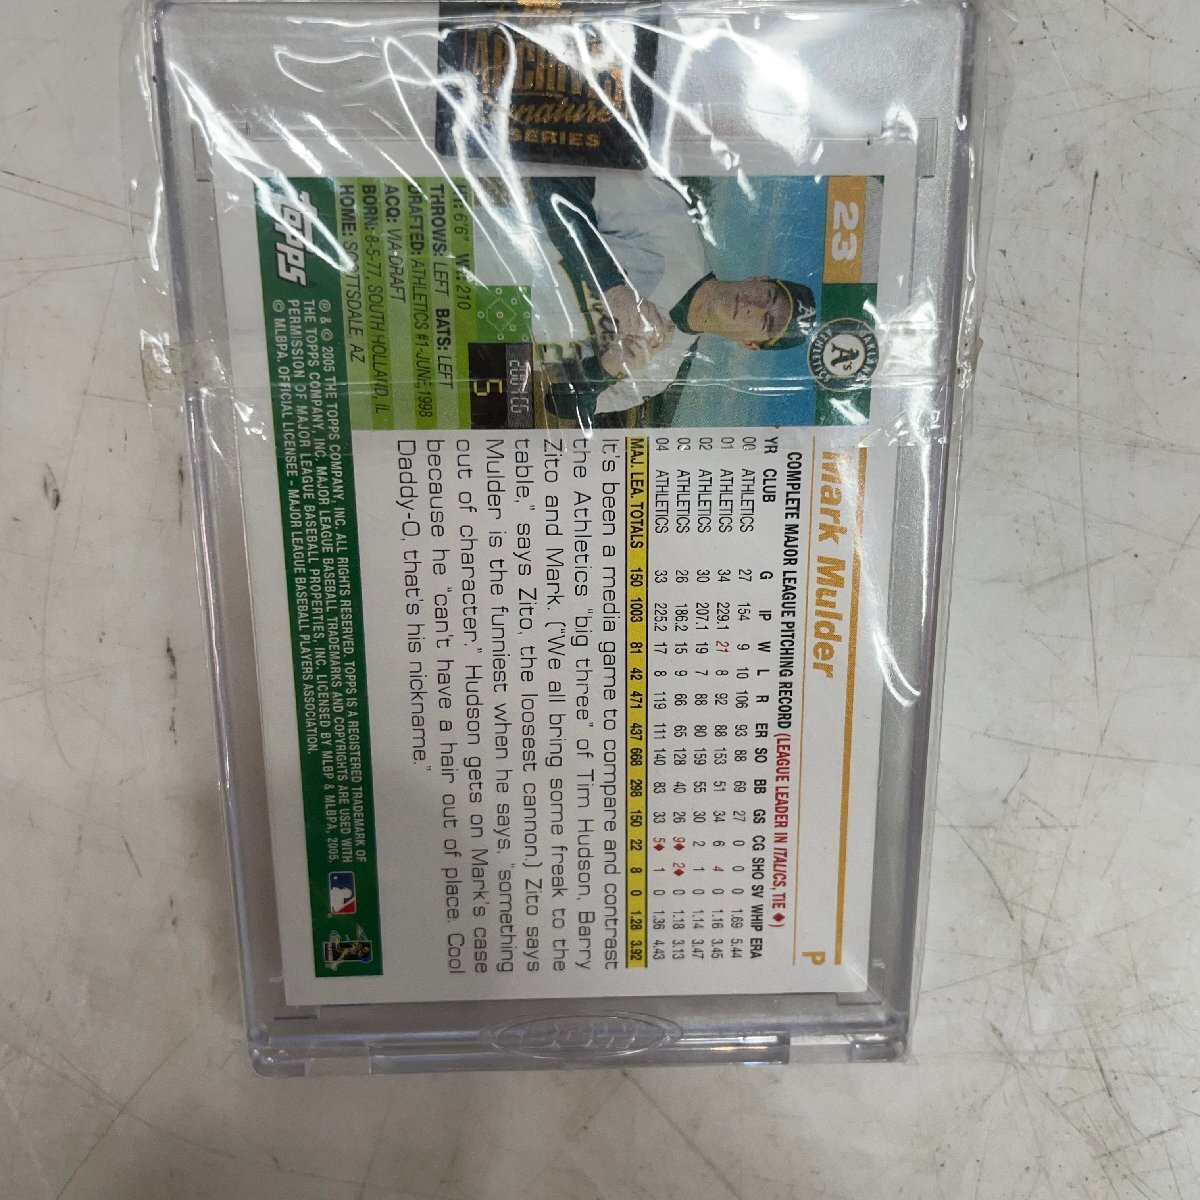 ARCHIVES
Signature
SERIES
23
ATHLETICS
A's
Mark Mulder
P
COMPLETE MAJOR LEAGUE PITCHING RECORD (LEAGUE LEADER IN ITALICS, TIE ♦)
YR CLUB G IP W L R ER SO BB GS CG SHO SV WHIP ERA
00 ATHLETICS 27 154 9 10 106 93 88 69 27 0 0 0 1.69 5.44
01 ATHLETICS 34 229.1 21 8 92 88 153 51 34 6 4 0 1.16 3.45
02 ATHLETICS 30 207.1 19 7 88 80 159 55 30 2 1 0 1.14 3.47
03 ATHLETICS 26 186.2 15 9 66 65 128 40 26 9♦ 2♦ 0 1.18 3.13
04 ATHLETICS 33 225.2 17 8 119 111 140 83 33 5♦ 1 0 1.36 4.43
MAJ. LEA. TOTALS 150 1003 81 42 471 437 668 298 150 22 8 0 1.28 3.92
It's been a media game to compare and contrast
the Athletics "big three" of Tim Hudson, Barry
Zito and Mark. ("We all bring some freak to the
table," says Zito, the loosest cannon.) Zito says
Mulder is the funniest when he says, "something
out of character." Hudson gets on Mark's case
because he "can't have a hair out of place. Cool
Daddy-O, that's his nickname."
5
HT: 6'6" WT: 210
THROWS: LEFT BATS: LEFT
DRAFTED: ATHLETICS #1-JUNE, 1998
ACQ: VIA DRAFT
BORN: 8-5-77, SOUTH HOLLAND, IL
HOME: SCOTTSDALE, AZ
TOPPS
® & © 2005 THE TOPPS COMPANY, INC. ALL RIGHTS RESERVED. TOPPS IS A REGISTERED TRADEMARK OF
THE TOPPS COMPANY, INC. MAJOR LEAGUE BASEBALL TRADEMARKS AND COPYRIGHTS ARE USED WITH
PERMISSION OF MAJOR LEAGUE BASEBALL PROPERTIES, INC. LICENSED BY MLBP & MLBPA, 2005.
© MLBPA, OFFICIAL LICENSEE - MAJOR LEAGUE BASEBALL PLAYERS ASSOCIATION.